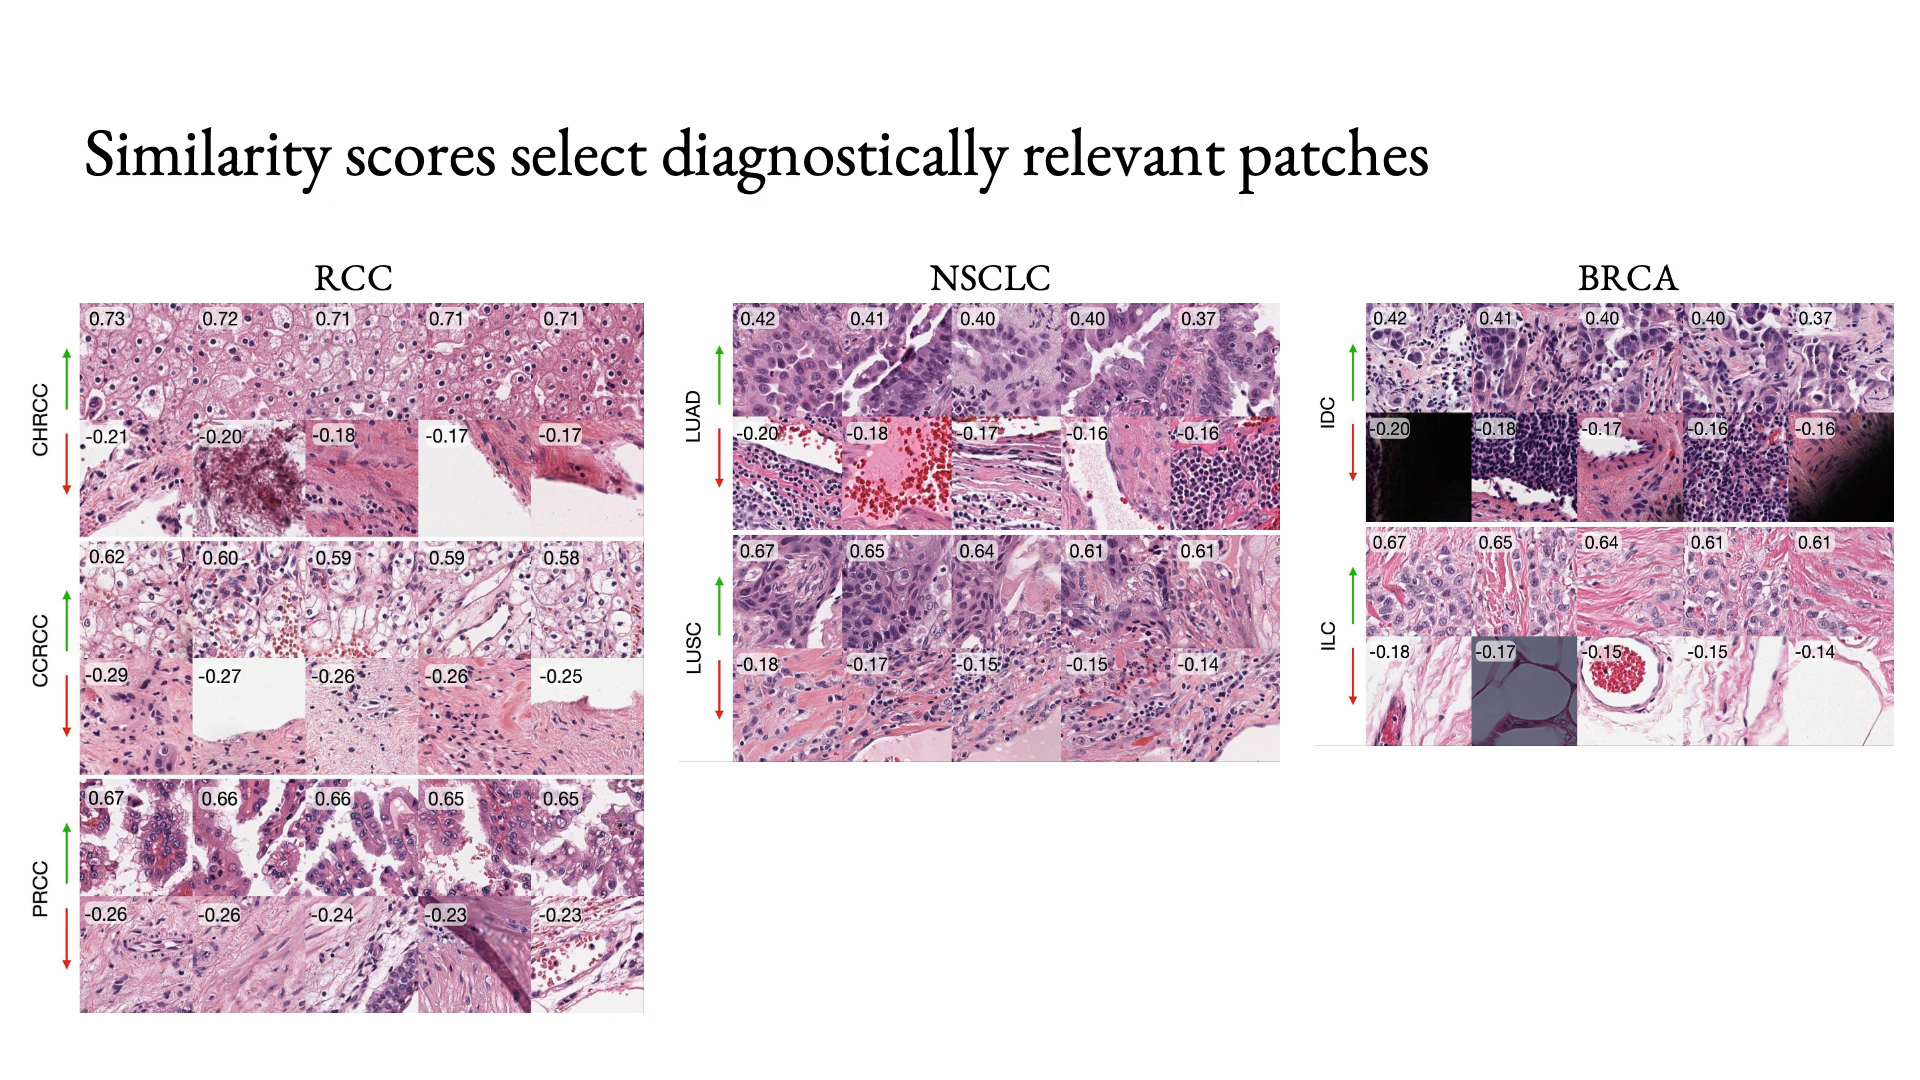 Similarity scores select diagnostically relevant patches
RCC
CHRCC
0.73 0.72 0.71 0.71 0.71
-0.21 -0.20 -0.18 -0.17 -0.17
CCRCC
0.62 0.60 0.59 0.59 0.58
-0.29 -0.27 -0.26 -0.26 -0.25
PRCC
0.67 0.66 0.66 0.65 0.65
-0.26 -0.26 -0.24 -0.23 -0.23
NSCLC
LUAD
0.42 0.41 0.40 0.40 0.37
-0.20 -0.18 -0.17 -0.16 -0.16
LUSC
0.67 0.65 0.64 0.61 0.61
-0.18 -0.17 -0.15 -0.15 -0.14
BRCA
IDC
0.42 0.41 0.40 0.40 0.37
-0.20 -0.18 -0.17 -0.16 -0.16
ILC
0.67 0.65 0.64 0.61 0.61
-0.18 -0.17 -0.15 -0.15 -0.14